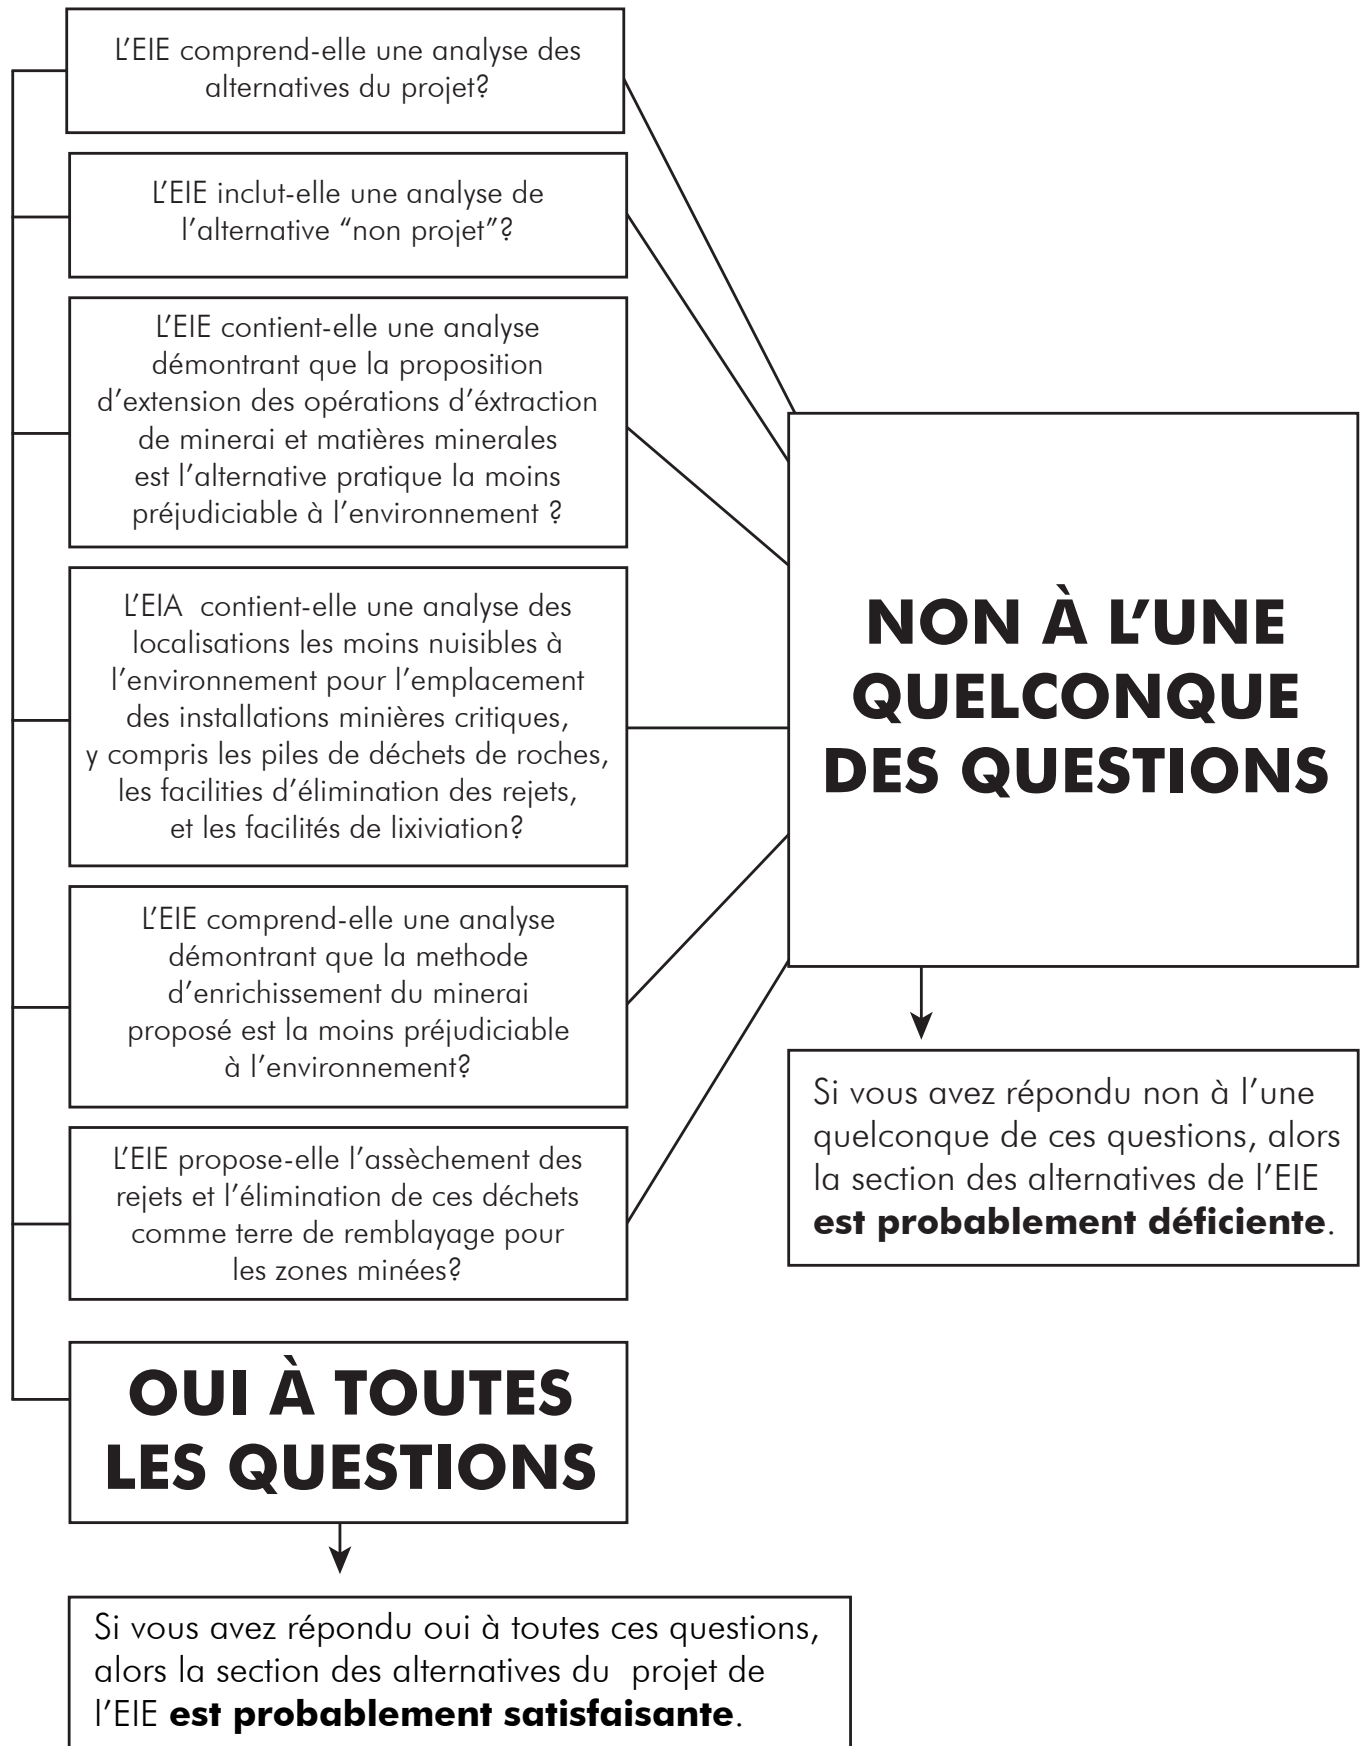 L’EIE comprend-elle une analyse des
alternatives du projet?
L’EIE inclut-elle une analyse de
l’alternative “non projet”?
L’EIE contient-elle une analyse
démontrant que la proposition
d’extension des opérations d’éxtraction
de minerai et matières minerales
est l’alternative pratique la moins
préjudiciable à l’environnement ?
L’EIA contient-elle une analyse des
localisations les moins nuisibles à
l’environnement pour l’emplacement
des installations minières critiques,
y compris les piles de déchets de roches,
les facilities d’élimination des rejets,
et les facilités de lixiviation?
L’EIE comprend-elle une analyse
démontrant que la methode
d’enrichissement du minerai
proposé est la moins préjudiciable
à l’environnement?
L’EIE propose-elle l’assèchement des
rejets et l’élimination de ces déchets
comme terre de remblayage pour
les zones minées?
NON À L’UNE
QUELCONQUE
DES QUESTIONS
Si vous avez répondu non à l’une
quelconque de ces questions, alors
la section des alternatives de l’EIE
est probablement déficiente.
OUI À TOUTES
LES QUESTIONS
Si vous avez répondu oui à toutes ces questions,
alors la section des alternatives du projet de
l’EIE est probablement satisfaisante.